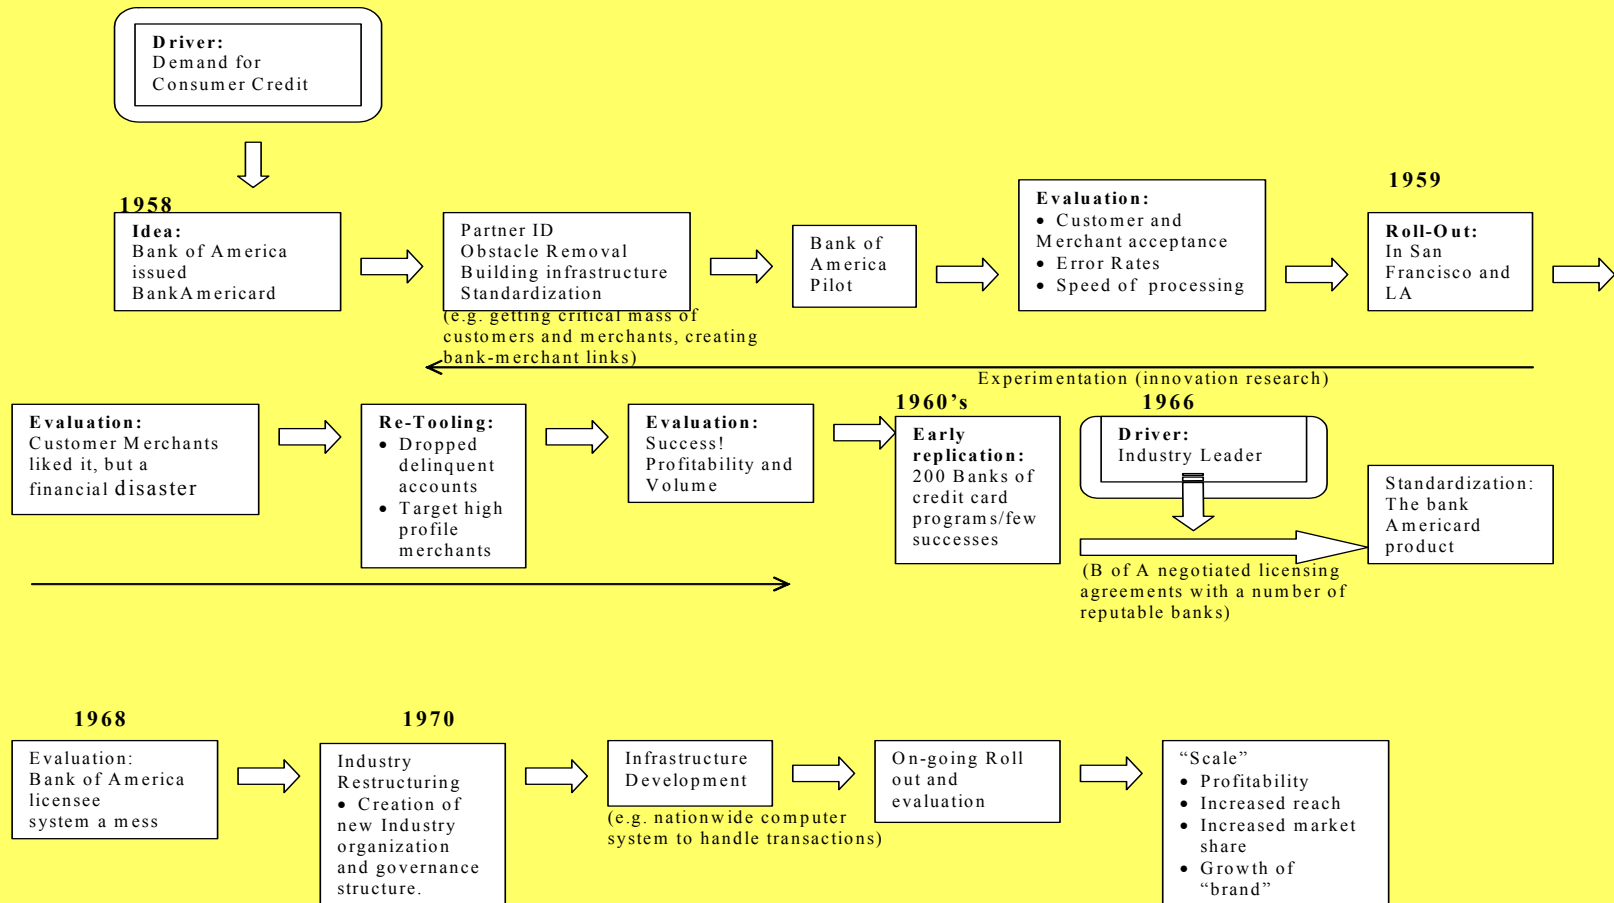 Driver:
Demand for
Consumer Credit
1958
Idea:
Bank of America
issued
BankAmericard
Partner ID
Obstacle Removal
Building infrastructure
Standardization
(e.g. getting critical mass of
customers and merchants, creating
bank-merchant links)
Bank of
America
Pilot
Evaluation:
• Customer and
Merchant acceptance
• Error Rates
• Speed of processing
1959
Roll-Out:
In San
Francisco and
LA
Experimentation (innovation research)
Evaluation:
Customer Merchants
liked it, but a
financial disaster
Re-Tooling:
• Dropped
delinquent
accounts
• Target high
profile
merchants
Evaluation:
Success!
Profitability and
Volume
1960's
Early
replication:
200 Banks of
credit card
programs/few
successes
1966
Driver:
Industry Leader
(B of A negotiated licensing
agreements with a number of
reputable banks)
Standardization:
The bank
Americard
product
1968
Evaluation:
Bank of America
licensee
system a mess
1970
Industry
Restructuring
• Creation of
new Industry
organization
and governance
structure.
Infrastructure
Development
(e.g. nationwide computer
system to handle transactions)
On-going Roll
out and
evaluation
“Scale”
• Profitability
• Increased reach
• Increased market
share
• Growth of
“brand”